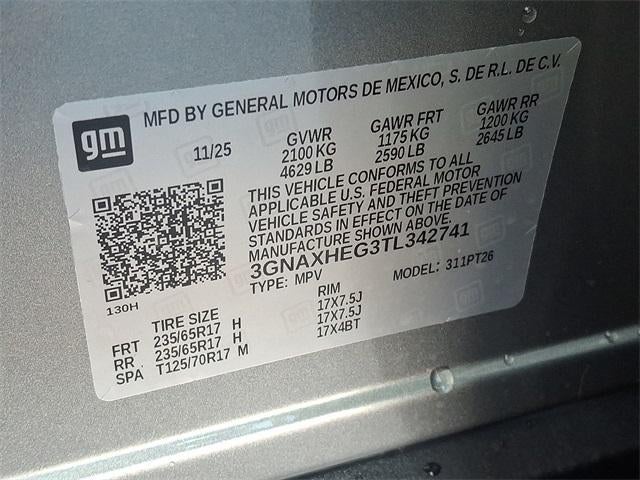 MFD BY GENERAL MOTORS DE MEXICO, S. DE R.L. DE C.V.
gm
11/25
GVWR GAWR FRT GAWR RR
2100 KG 1175 KG 1200 KG
4629 LB 2590 LB 2645 LB
THIS VEHICLE CONFORMS TO ALL
APPLICABLE U.S. FEDERAL MOTOR
VEHICLE SAFETY AND THEFT PREVENTION
STANDARDS IN EFFECT ON THE DATE OF
MANUFACTURE SHOWN ABOVE.
3GNAXHEG3TL342741
TYPE: MPV MODEL: 311PT26
130H
TIRE SIZE RIM
FRT 235/65R17 H 17X7.5J
RR 235/65R17 H 17X7.5J
SPA T125/70R17 M 17X4BT